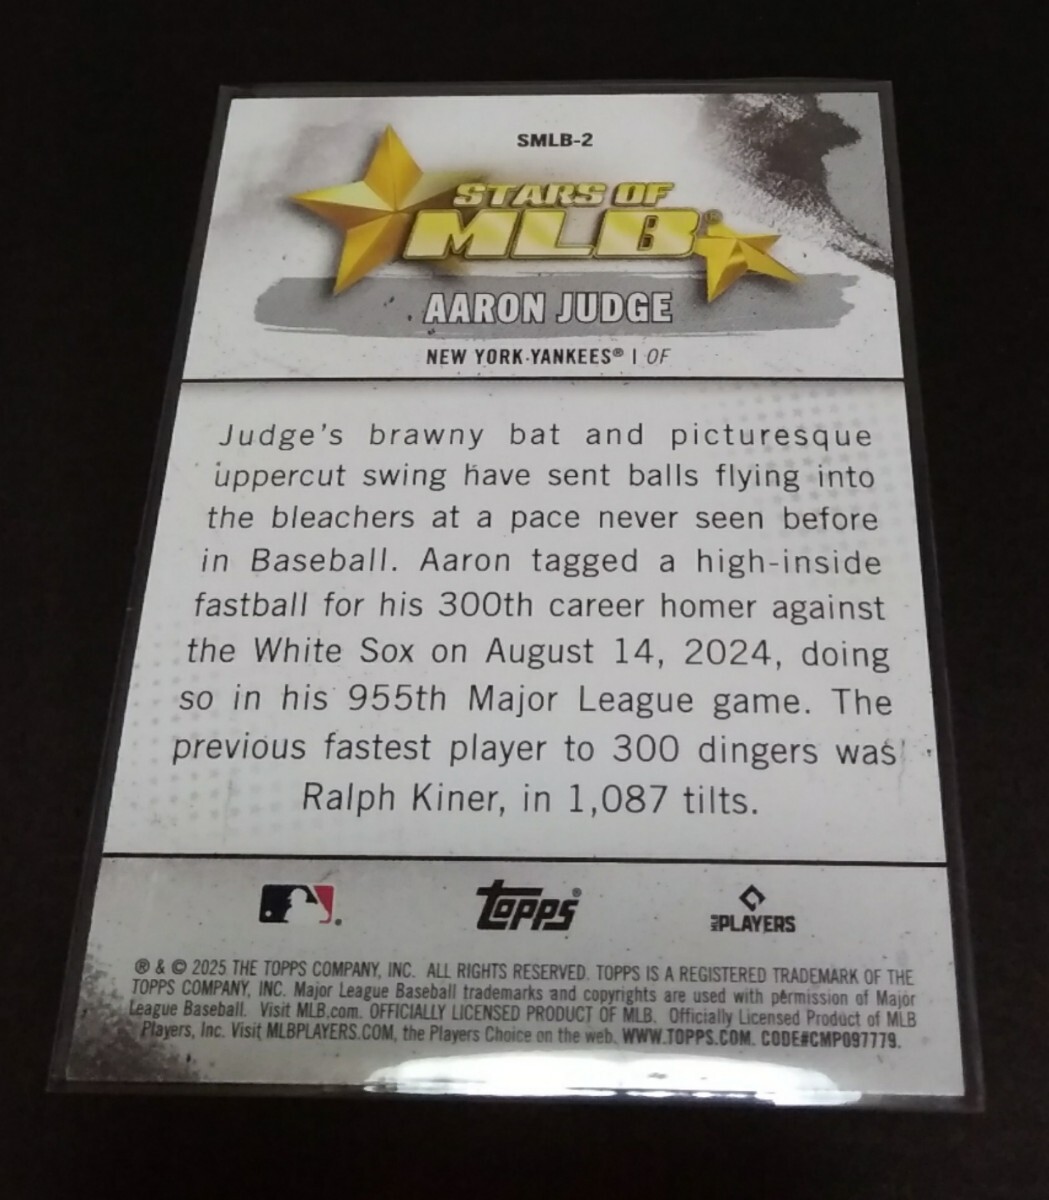 SMLB-2
STARS OF
MLB®
AARON JUDGE
NEW YORK YANKEES® | OF
Judge's brawny bat and picturesque
uppercut swing have sent balls flying into
the bleachers at a pace never seen before
in Baseball. Aaron tagged a high-inside
fastball for his 300th career homer against
the White Sox on August 14, 2024, doing
so in his 955th Major League game. The
previous fastest player to 300 dingers was
Ralph Kiner, in 1,087 tilts.
Topps® MLB PLAYERS
® & © 2025 THE TOPPS COMPANY, INC. ALL RIGHTS RESERVED. TOPPS IS A REGISTERED TRADEMARK OF THE
TOPPS COMPANY, INC. Major League Baseball trademarks and copyrights are used with permission of Major
League Baseball. Visit MLB.com. OFFICIALLY LICENSED PRODUCT OF MLB. Officially Licensed Product of MLB
Players, Inc. Visit MLBPLAYERS.COM, the Players Choice on the web. WWW.TOPPS.COM. CODE#CMP097779.